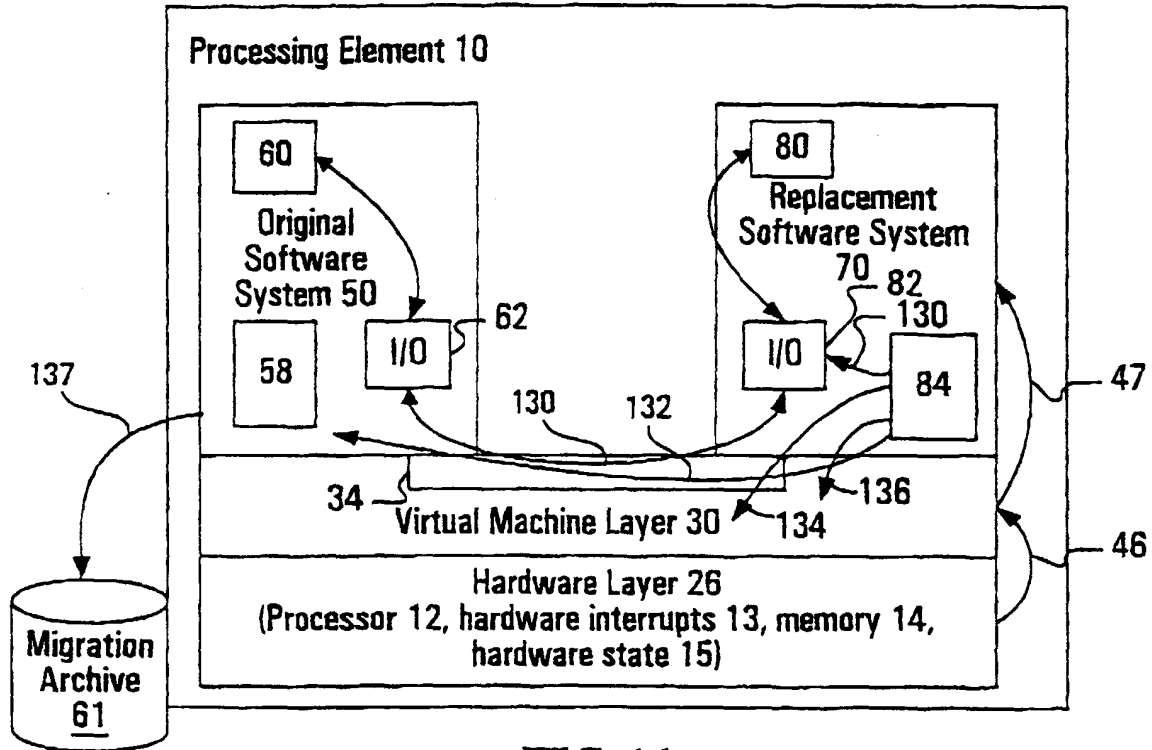 Processing Element 10
60
Original
Software
System 50
58
I/O
62
80
Replacement
Software System
70
82
130
I/O
84
137
130
132
47
34
Virtual Machine Layer 30
134
136
46
Hardware Layer 26
(Processor 12, hardware interrupts 13, memory 14,
hardware state 15)
Migration
Archive
61